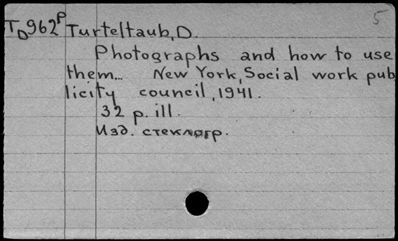 5
TD962P Turteltaub, D.
Photographs and how to use
them... New York, Social work pub
licity council, 1941.
32 p. ill.
Изд. стеклогр.